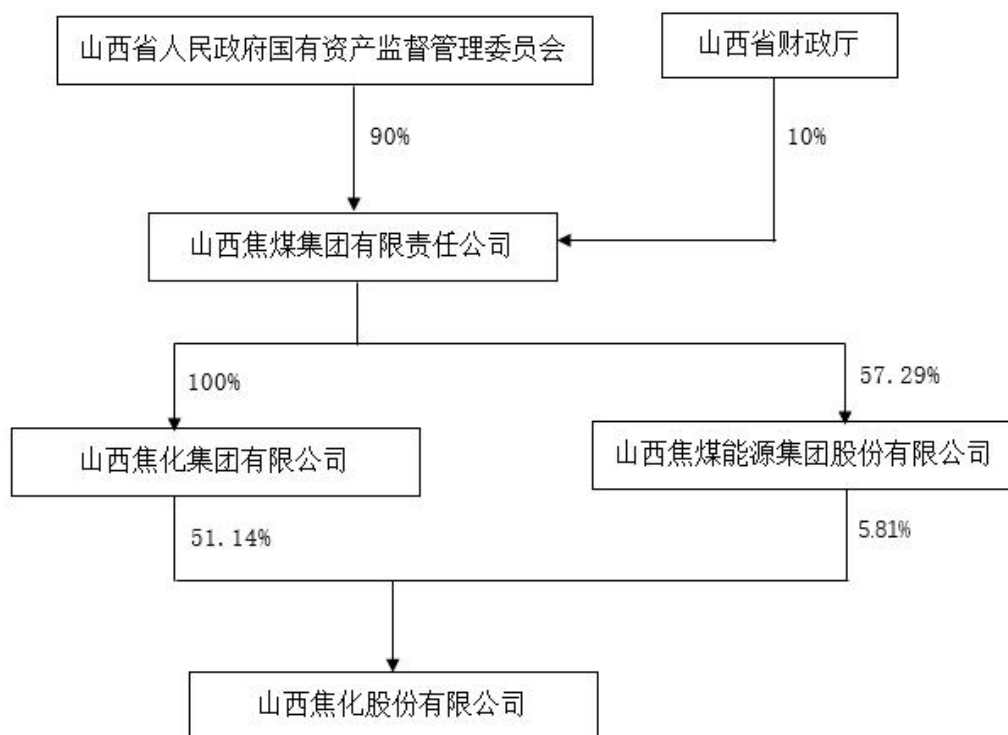 山西省人民政府国有资产监督管理委员会
山西省财政厅
90%
10%
山西焦煤集团有限责任公司
100%
57.29%
山西焦化集团有限公司
山西焦煤能源集团股份有限公司
51.14%
5.81%
山西焦化股份有限公司